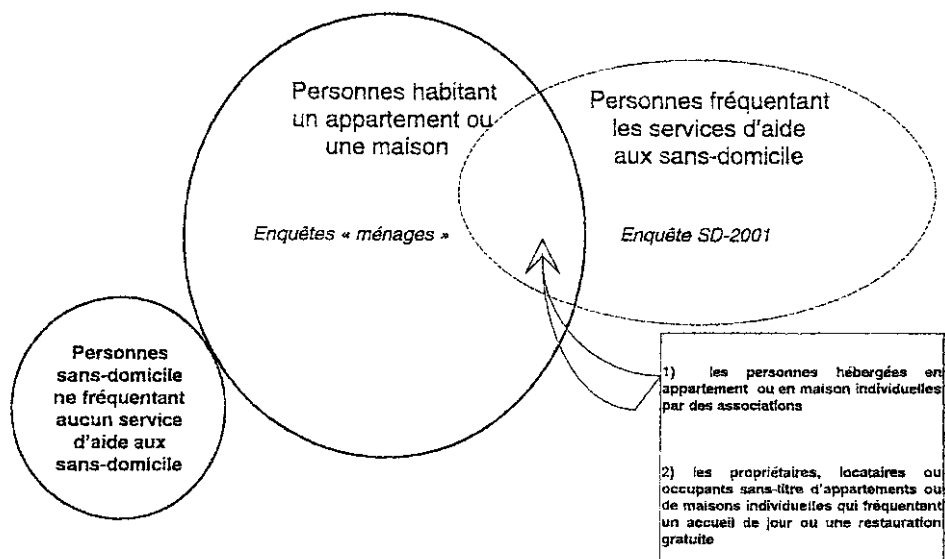 Personnes habitant
un appartement ou
une maison
Enquêtes « ménages »
Personnes fréquentant
les services d'aide
aux sans-domicile
Enquête SD-2001
Personnes
sans-domicile
ne fréquentant
aucun service
d'aide aux
sans-domicile
1) les personnes hébergées en
appartement ou en maison individuelles
par des associations
2) les propriétaires, locataires ou
occupants sans-titre d'appartements ou
de maisons individuelles qui fréquentent
un accueil de jour ou une restauration
gratuite